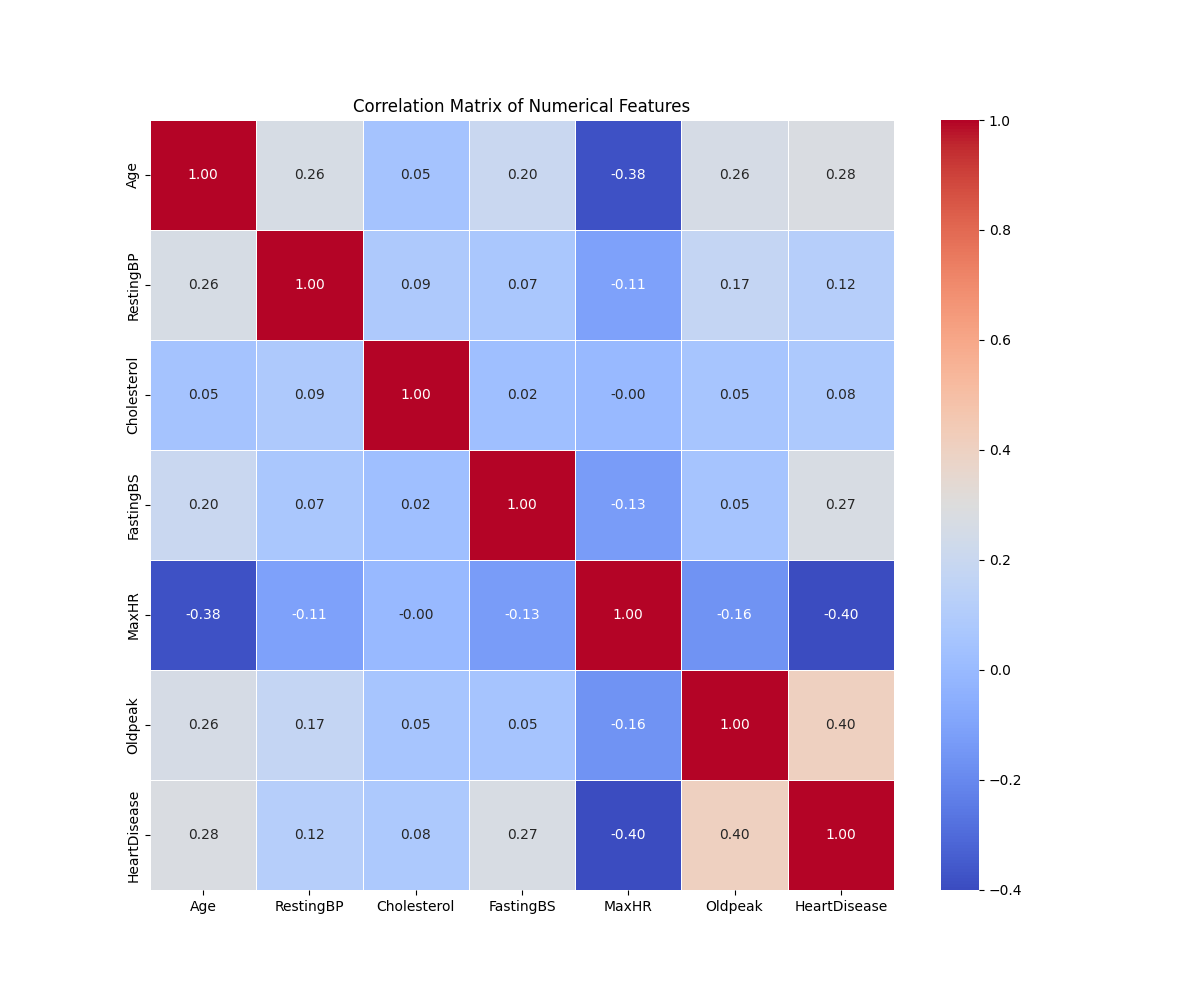 Correlation Matrix of Numerical Features
Age 1.00 0.26 0.05 0.20 -0.38 0.26 0.28
RestingBP 0.26 1.00 0.09 0.07 -0.11 0.17 0.12
Cholesterol 0.05 0.09 1.00 0.02 -0.00 0.05 0.08
FastingBS 0.20 0.07 0.02 1.00 -0.13 0.05 0.27
MaxHR -0.38 -0.11 -0.00 -0.13 1.00 -0.16 -0.40
Oldpeak 0.26 0.17 0.05 0.05 -0.16 1.00 0.40
HeartDisease 0.28 0.12 0.08 0.27 -0.40 0.40 1.00
Age RestingBP Cholesterol FastingBS MaxHR Oldpeak HeartDisease
1.0
0.8
0.6
0.4
0.2
0.0
−0.2
−0.4